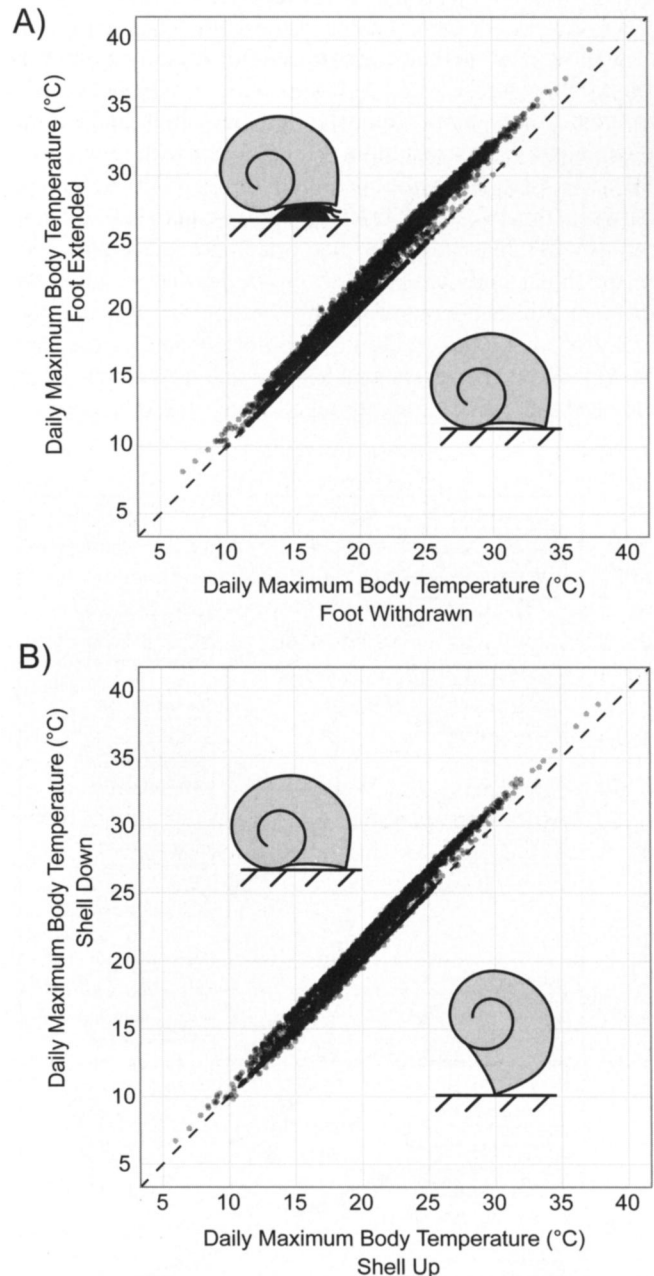 A)
40
35
30
25
20
15
10
5
Daily Maximum Body Temperature (°C)
Foot Extended
5 10 15 20 25 30 35 40
Daily Maximum Body Temperature (°C)
Foot Withdrawn
B)
40
35
30
25
20
15
10
5
Daily Maximum Body Temperature (°C)
Shell Down
5 10 15 20 25 30 35 40
Daily Maximum Body Temperature (°C)
Shell Up